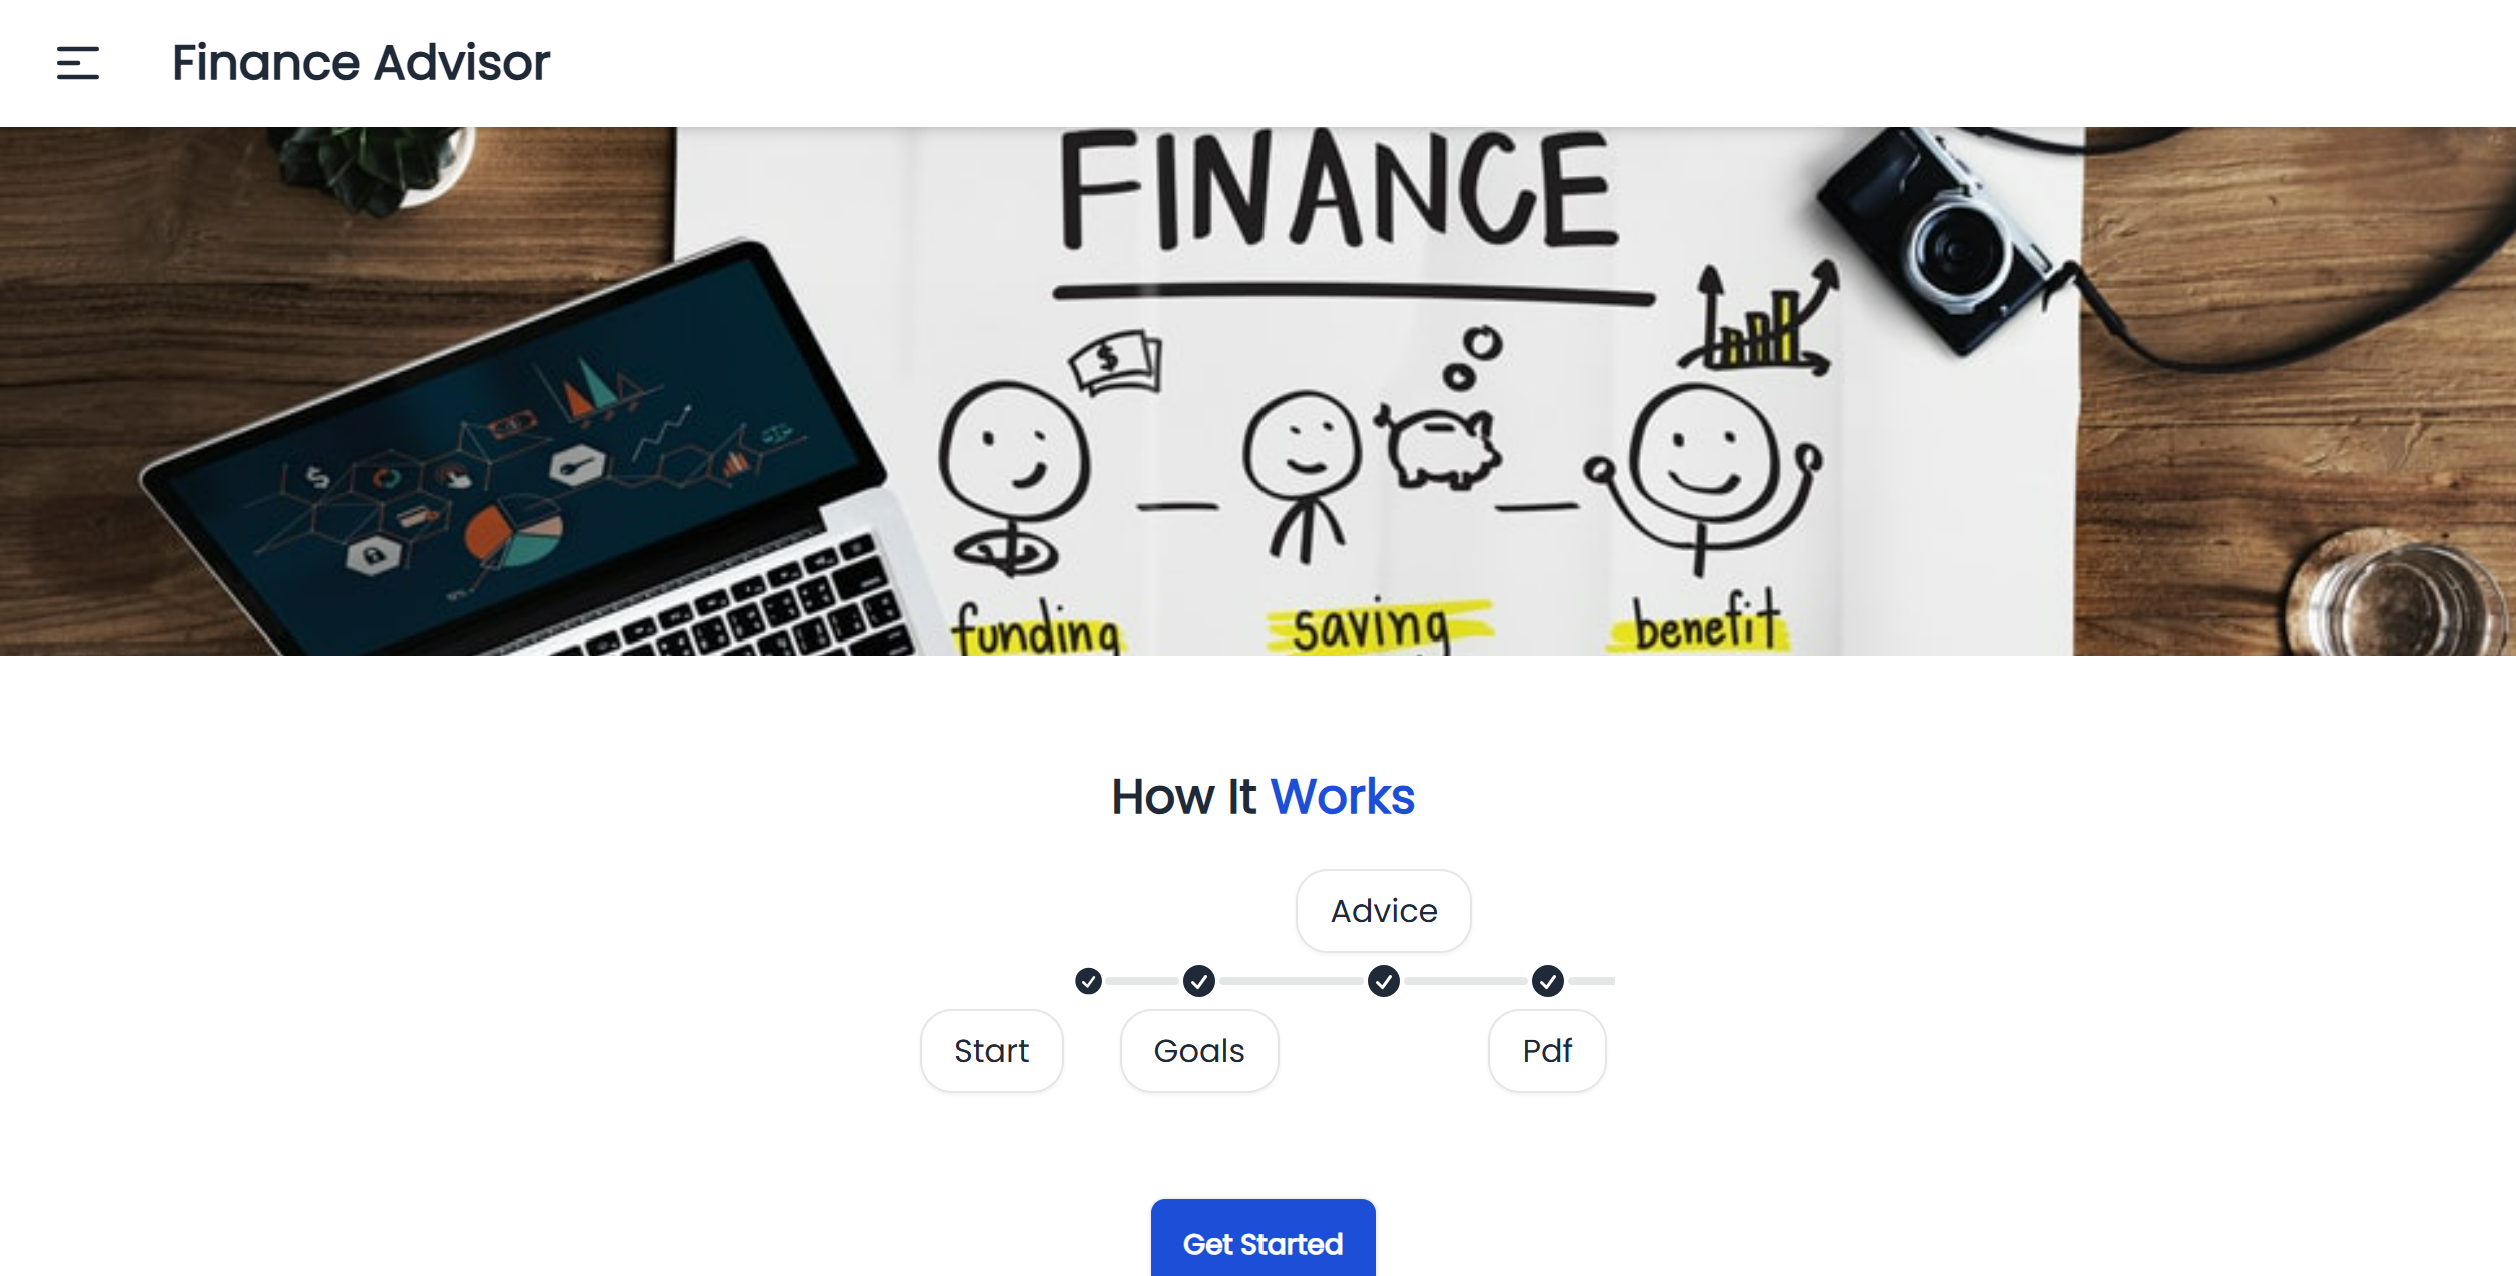 Finance Advisor
FINANCE
$
$
funding
saving
benefit
How It Works
Advice
Start
Goals
Pdf
Get Started